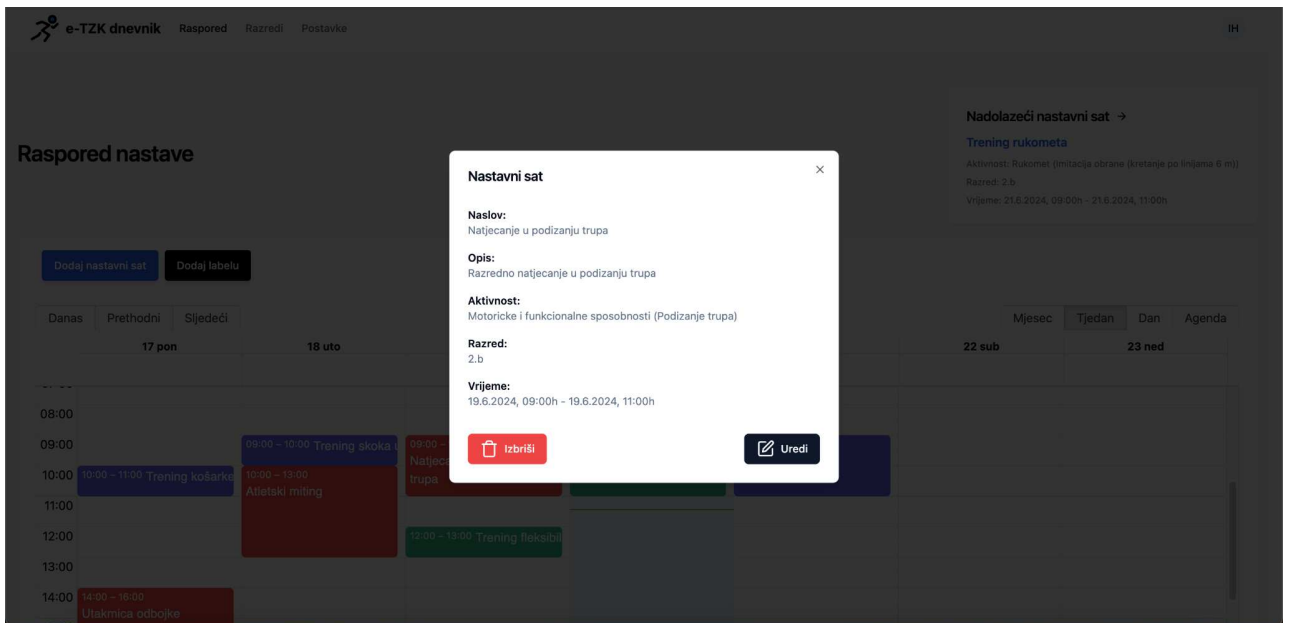 e-TZK dnevnik Raspored Razredi Postavke IH
Nadolazeći nastavni sat →
Trening rukometa
Aktivnost: Rukomet (Imitacija obrane (kretanje po linijama 6 m))
Razred: 2.b
Vrijeme: 21.6.2024, 09:00h - 21.6.2024, 11:00h
Raspored nastave
Nastavni sat
Naslov:
Natjecanje u podizanju trupa
Opis:
Razredno natjecanje u podizanju trupa
Aktivnost:
Motoricke i funkcionalne sposobnosti (Podizanje trupa)
Razred:
2.b
Vrijeme:
19.6.2024, 09:00h - 19.6.2024, 11:00h
Izbriši Uredi
Dodaj nastavni sat Dodaj labelu
Danas Prethodni Sljedeći Mjesec Tjedan Dan Agenda
17 pon 18 uto 22 sub 23 ned
08:00
09:00 09:00 – 10:00 Trening skoka 09:00 –
trupa
10:00 10:00 – 11:00 Trening košarke 10:00 – 13:00
Atletski miting
11:00
12:00 12:00 – 13:00 Trening fleksibil
13:00
14:00 14:00 – 16:00
Utakmica odbojke